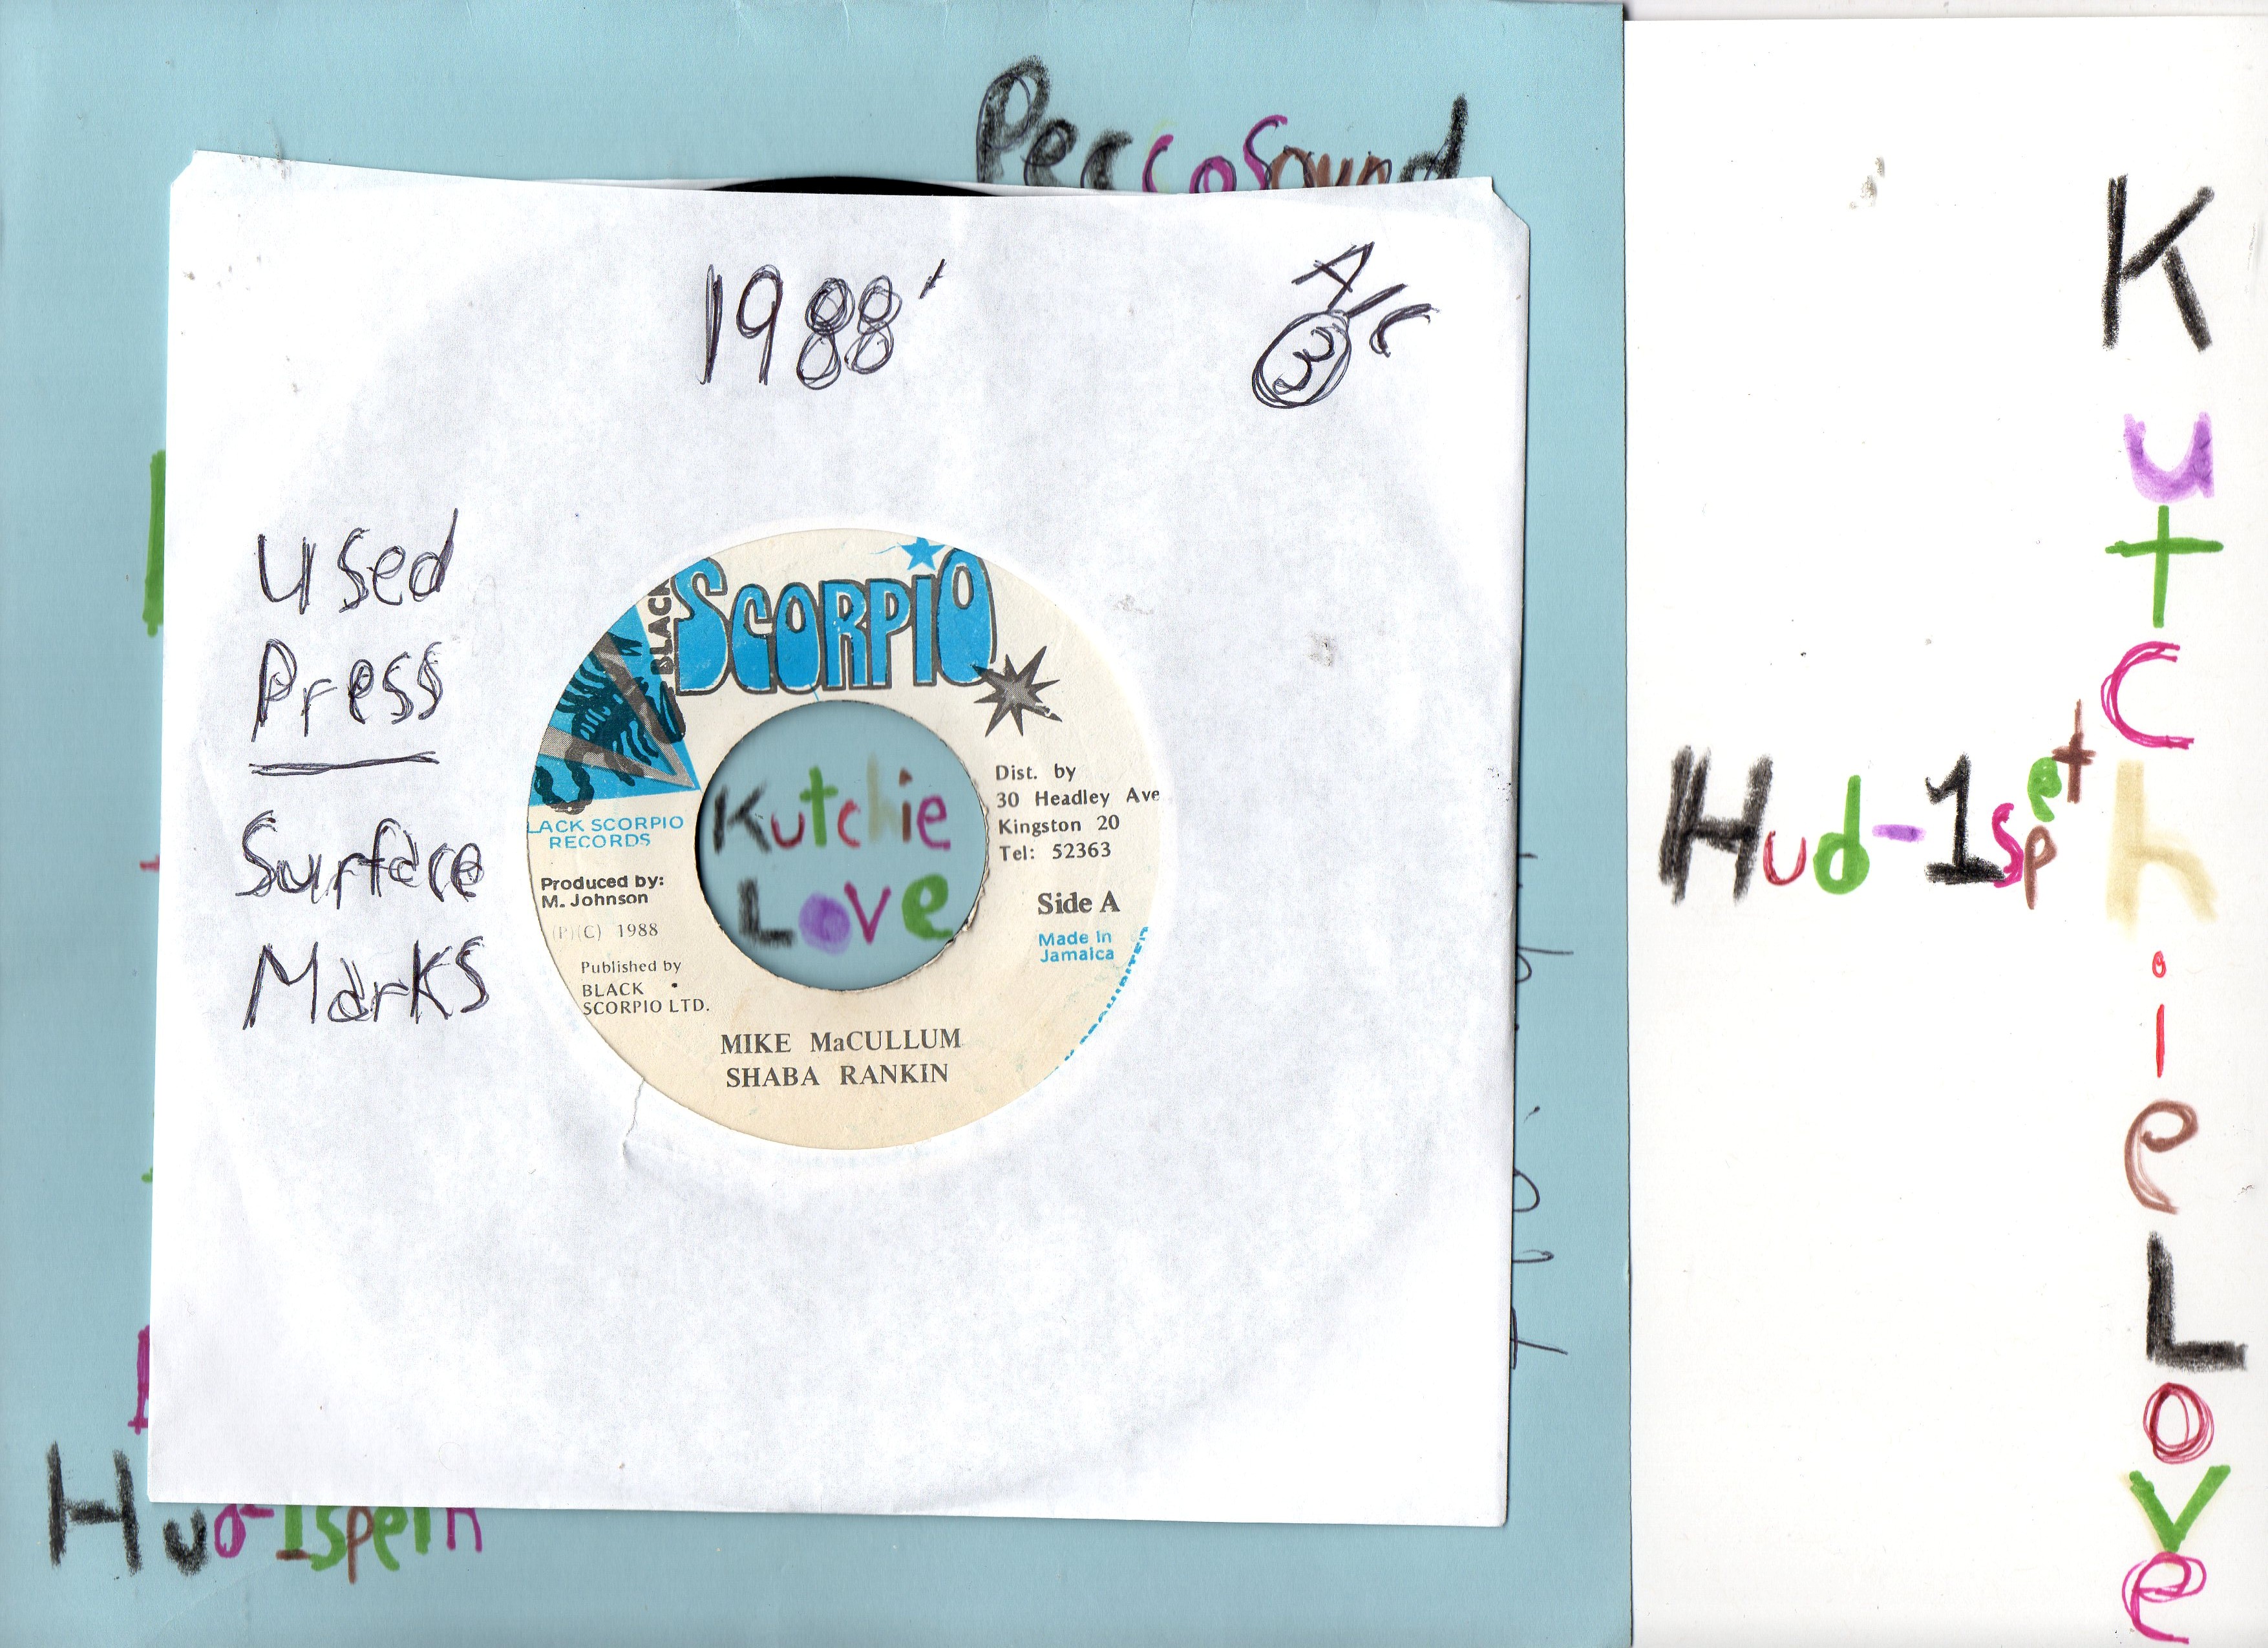 PeccoSound
1988'
A/C
3
Used
Press
Surface
Marks
BLACK
SCORPIO
LACK SCORPIO
RECORDS
Produced by:
M. Johnson
(P)(C) 1988
Published by
BLACK
SCORPIO LTD.
Kutchie
Love
Dist. by
30 Headley Ave
Kingston 20
Tel: 52363
Side A
Made In
Jamaica
MIKE MaCULLUM
SHABA RANKIN
Hud-1spet
KutchieLove